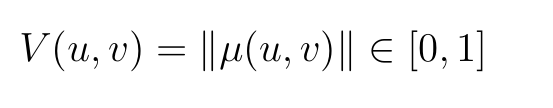 V(u, v) = ‖μ(u, v)‖ ∈ [0, 1]